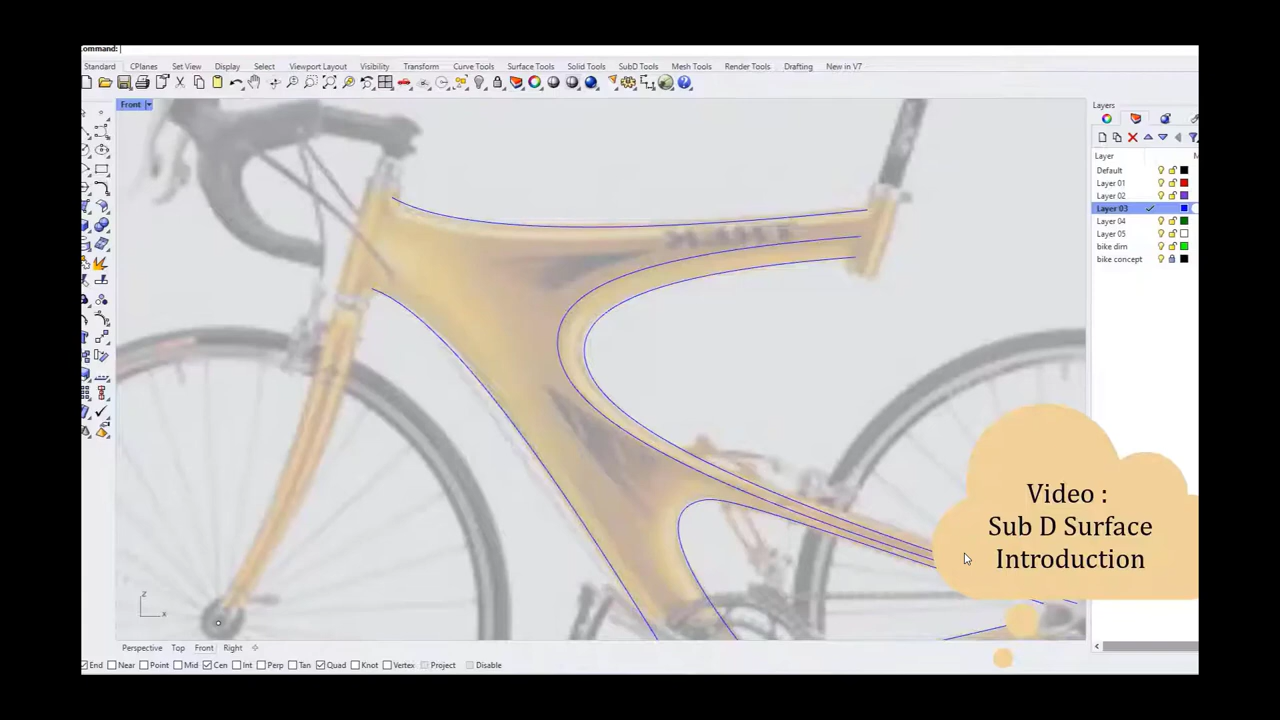 ommand:
Standard CPlanes Set View Display Select Viewport Layout Visibility Transform Curve Tools Surface Tools Solid Tools SubD Tools Mesh Tools Render Tools Drafting New in V7
Front
Layers
Layer M
Default
Layer 01
Layer 02
Layer 03
Layer 04
Layer 05
bike dim
bike concept
Video :
Sub D Surface
Introduction
z
x
Perspective Top Front Right
End Near Point Mid Cen Int Perp Tan Quad Knot Vertex Project Disable